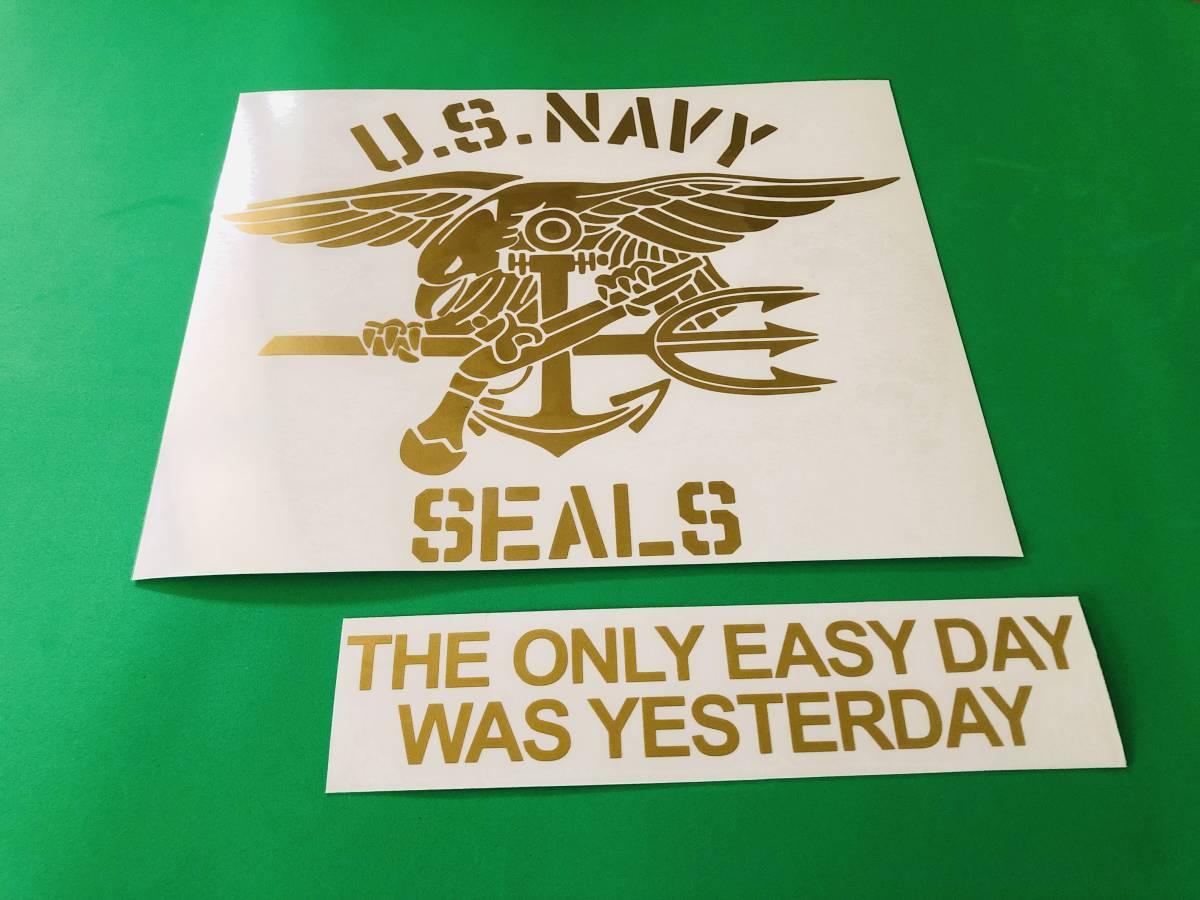 U.S. NAVY
SEALS
THE ONLY EASY DAY
WAS YESTERDAY